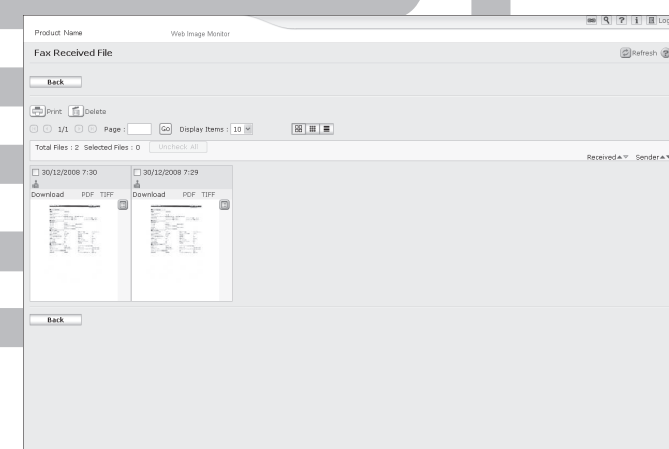 Log
Product Name Web Image Monitor
Fax Received File Refresh
Back
Print Delete
1/1 Page : Go Display Items : 10
Total Files : 2 Selected Files : 0 Uncheck All
Received Sender
30/12/2008 7:30 30/12/2008 7:29
Download PDF TIFF Download PDF TIFF
Back